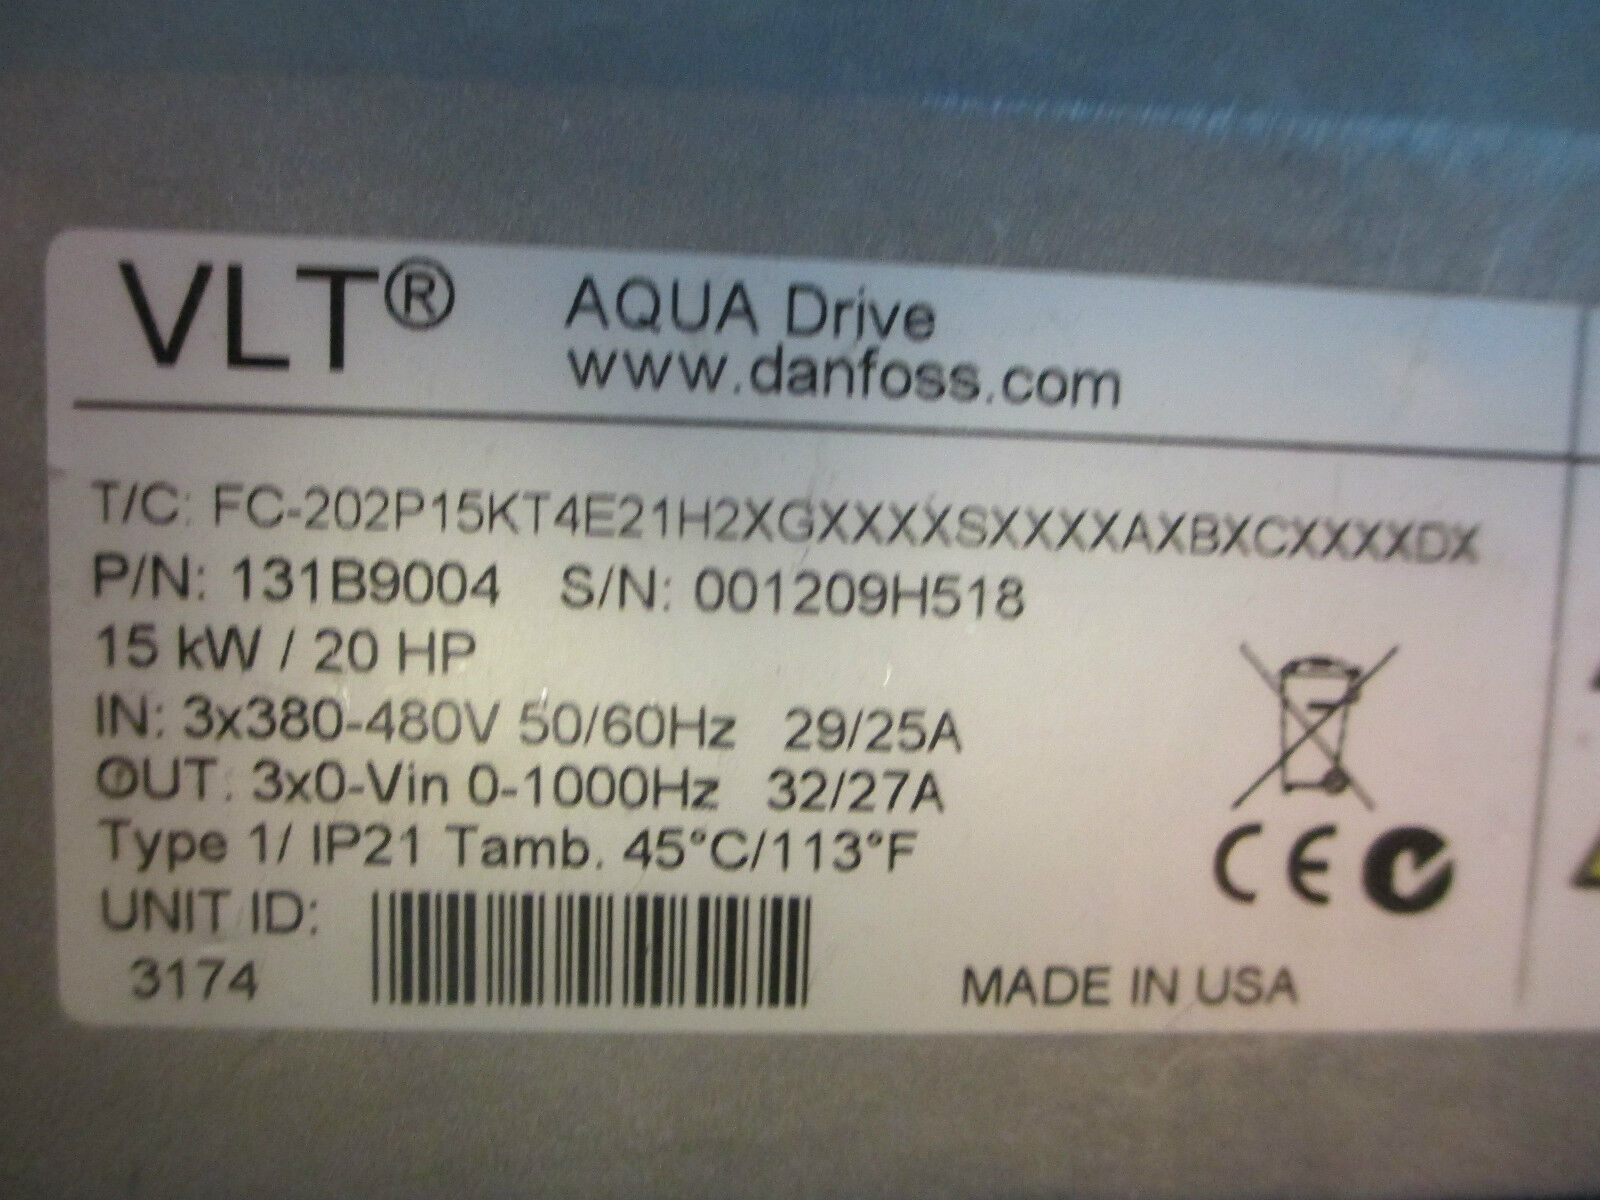 VLT® AQUA Drive
www.danfoss.com
T/C: FC-202P15KT4E21H2XGXXXXSXXXXAXBXCXXXXDX
P/N: 131B9004 S/N: 001209H518
15 kW / 20 HP
IN: 3x380-480V 50/60Hz 29/25A
OUT: 3x0-Vin 0-1000Hz 32/27A
Type 1/ IP21 Tamb. 45°C/113°F
UNIT ID:
3174
CE
MADE IN USA